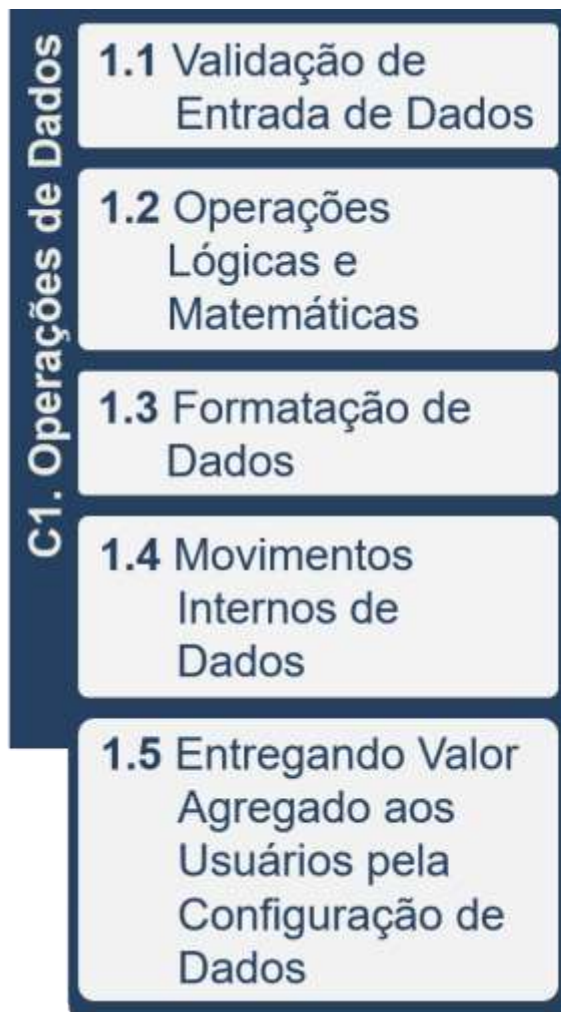 C1. Operações de Dados
1.1 Validação de
Entrada de Dados
1.2 Operações
Lógicas e
Matemáticas
1.3 Formatação de
Dados
1.4 Movimentos
Internos de
Dados
1.5 Entregando Valor
Agregado aos
Usuários pela
Configuração de
Dados